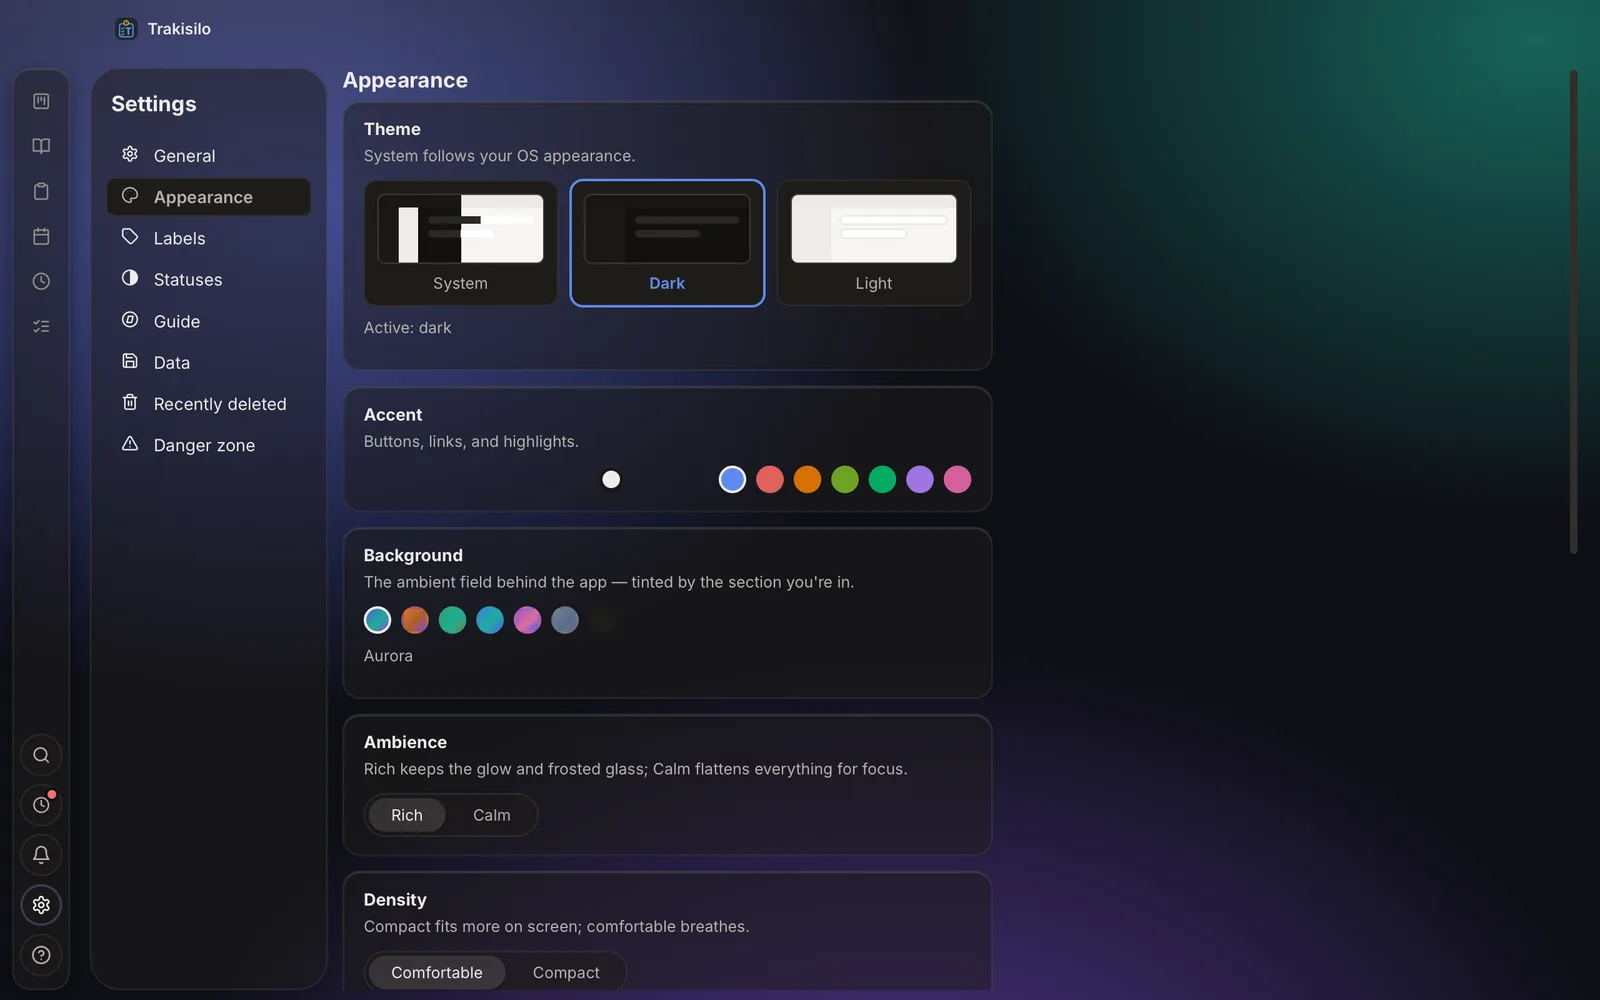 Trakisilo
Settings
General
Appearance
Labels
Statuses
Guide
Data
Recently deleted
Danger zone
Appearance
Theme
System follows your OS appearance.
System
Dark
Light
Active: dark
Accent
Buttons, links, and highlights.
Background
The ambient field behind the app — tinted by the section you're in.
Aurora
Ambience
Rich keeps the glow and frosted glass; Calm flattens everything for focus.
Rich
Calm
Density
Compact fits more on screen; comfortable breathes.
Comfortable
Compact